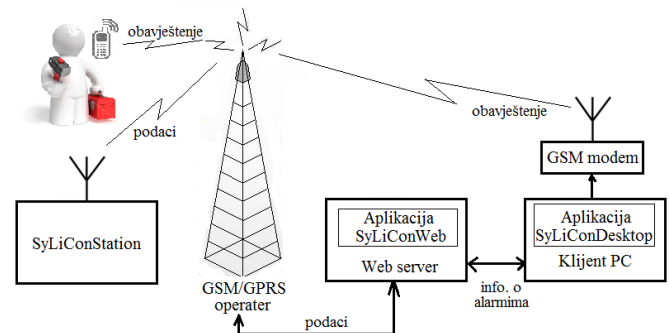 obavještenje
podaci
obavještenje
GSM modem
SyLiConStation
Aplikacija
SyLiConWeb
Web server
Aplikacija
SyLiConDesktop
Klijent PC
GSM/GPRS
operater
info. o
alarmima
podaci